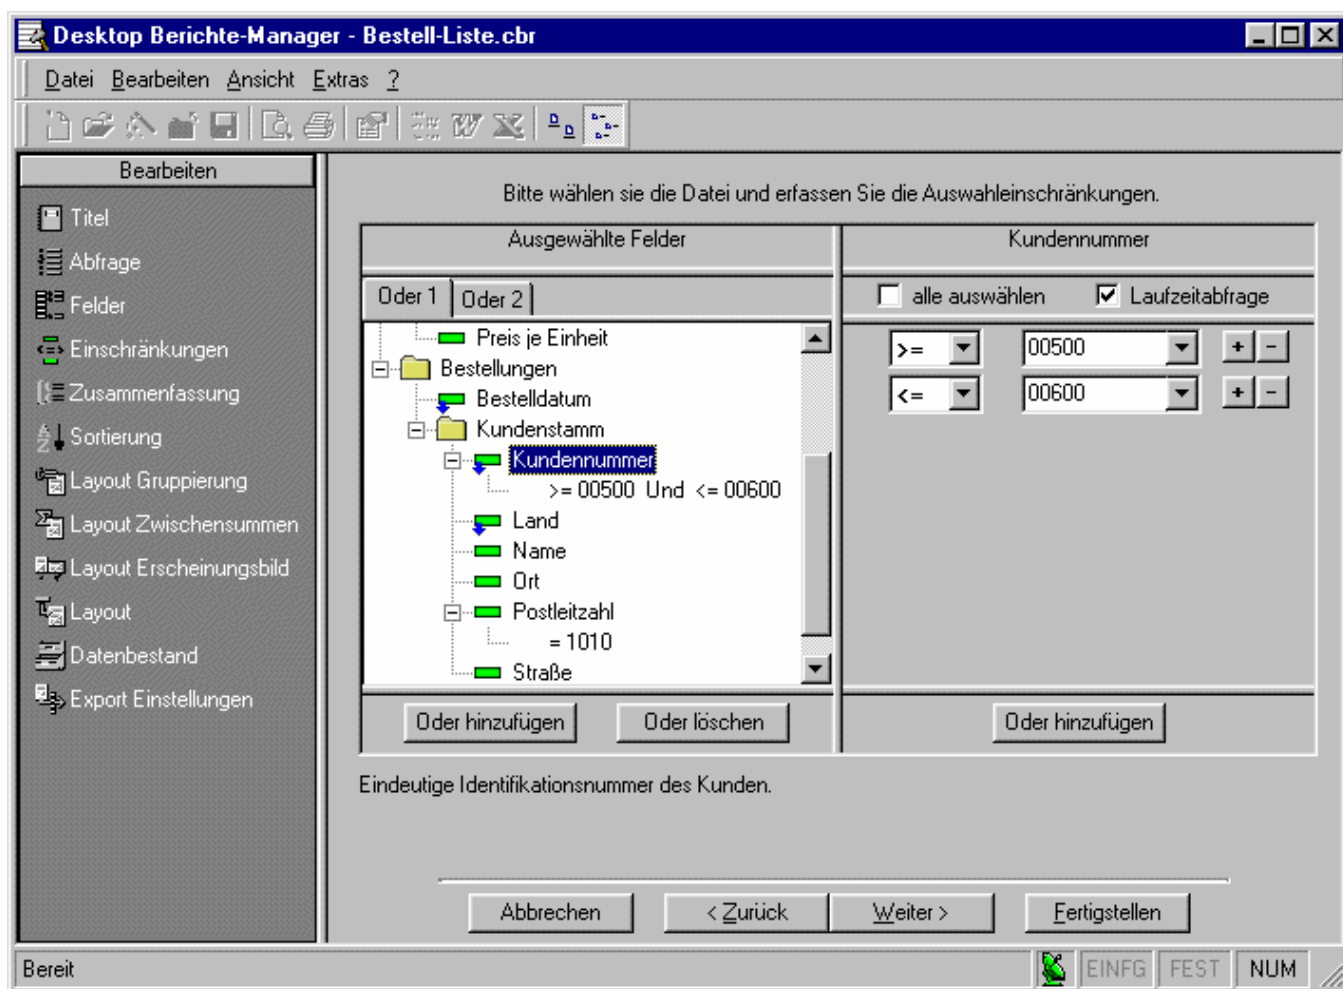 Desktop Berichte-Manager - Bestell-Liste.cbr
Datei Bearbeiten Ansicht Extras ?
Bearbeiten
Titel
Abfrage
Felder
Einschränkungen
Zusammenfassung
Sortierung
Layout Gruppierung
Layout Zwischensummen
Layout Erscheinungsbild
Layout
Datenbestand
Export Einstellungen
Bitte wählen sie die Datei und erfassen Sie die Auswahleinschränkungen.
Ausgewählte Felder
Oder 1 Oder 2
Preis je Einheit
Bestellungen
Bestelldatum
Kundenstamm
Kundennummer
>= 00500 Und <= 00600
Land
Name
Ort
Postleitzahl
= 1010
Straße
Oder hinzufügen Oder löschen
Kundennummer
alle auswählen Laufzeitabfrage
>= 00500 + -
<= 00600 + -
Oder hinzufügen
Eindeutige Identifikationsnummer des Kunden.
Abbrechen < Zurück Weiter > Fertigstellen
Bereit EINFG FEST NUM